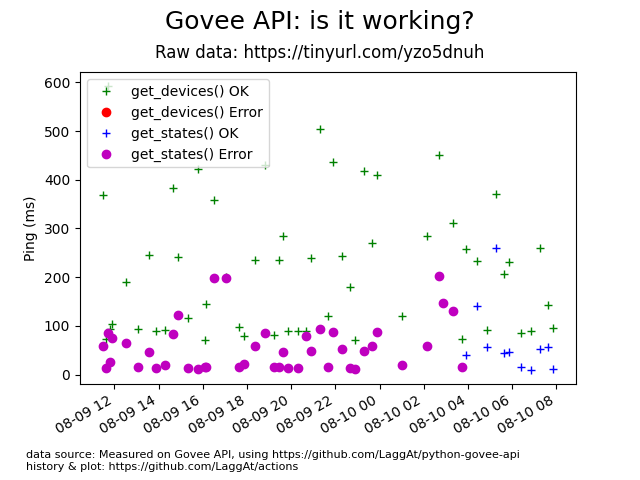 Govee API: is it working?
Raw data: https://tinyurl.com/yzo5dnuh
get_devices() OK
get_devices() Error
get_states() OK
get_states() Error
Ping (ms)
600
500
400
300
200
100
0
08-09 12
08-09 14
08-09 16
08-09 18
08-09 20
08-09 22
08-10 00
08-10 02
08-10 04
08-10 06
08-10 08
data source: Measured on Govee API, using https://github.com/LaggAt/python-govee-api
history & plot: https://github.com/LaggAt/actions